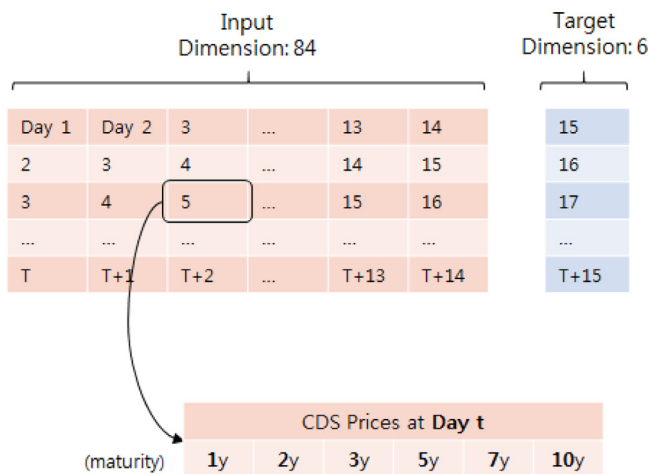 Input
Dimension: 84
Target
Dimension: 6
Day 1 Day 2 3 ... 13 14 15
2 3 4 ... 14 15 16
3 4 5 ... 15 16 17
... ... ... ... ... ... ...
T T+1 T+2 ... T+13 T+14 T+15
CDS Prices at Day t
(maturity) 1y 2y 3y 5y 7y 10y